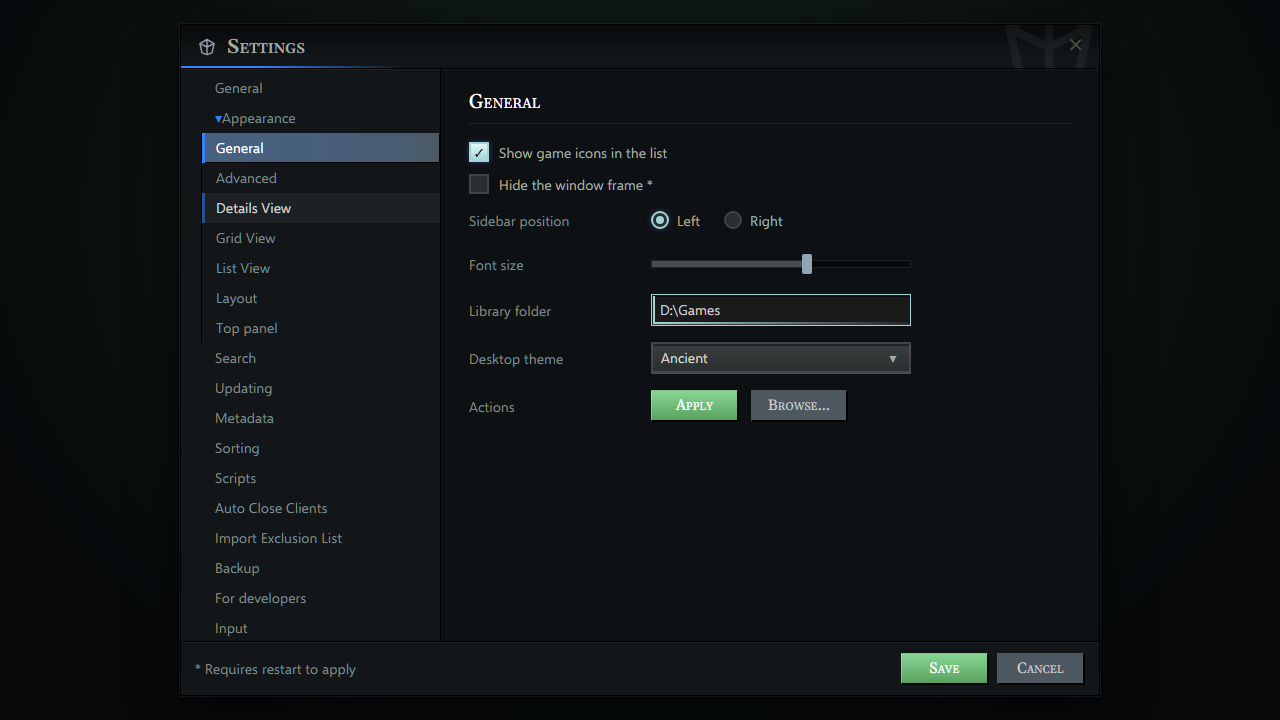 Settings
General
Appearance
General
Advanced
Details View
Grid View
List View
Layout
Top panel
Search
Updating
Metadata
Sorting
Scripts
Auto Close Clients
Import Exclusion List
Backup
For developers
Input
General
Show game icons in the list
Hide the window frame *
Sidebar position Left Right
Font size
Library folder D:\Games
Desktop theme Ancient
Actions Apply Browse...
* Requires restart to apply
Save Cancel